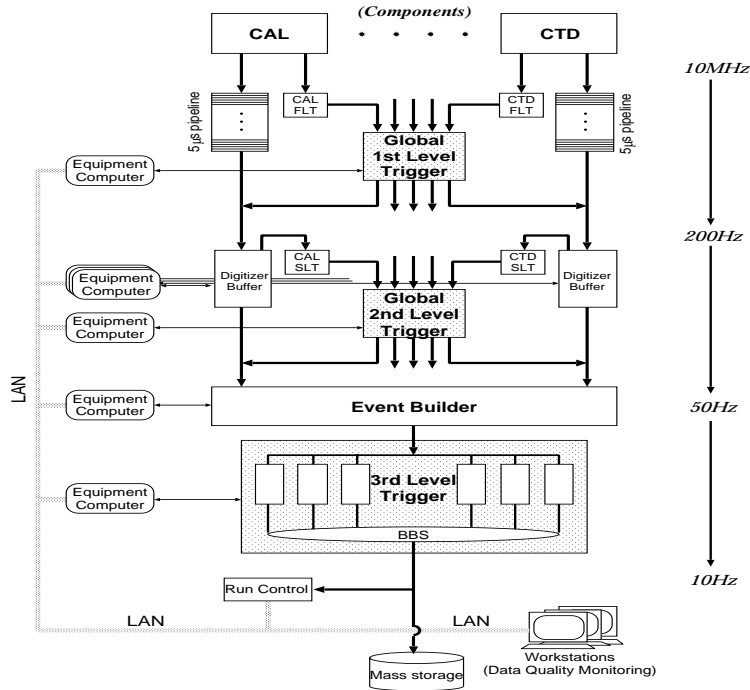 (Components)
CAL
CTD
10MHz
5μs pipeline
CAL
FLT
CTD
FLT
5μs pipeline
Global
1st Level
Trigger
Equipment
Computer
200Hz
CAL
SLT
CTD
SLT
Digitizer
Buffer
Digitizer
Buffer
Equipment
Computer
Global
2nd Level
Trigger
Equipment
Computer
LAN
Equipment
Computer
Event Builder
50Hz
3rd Level
Trigger
Equipment
Computer
BBS
Run Control
10Hz
LAN
LAN
Workstations
(Data Quality Monitoring)
Mass storage